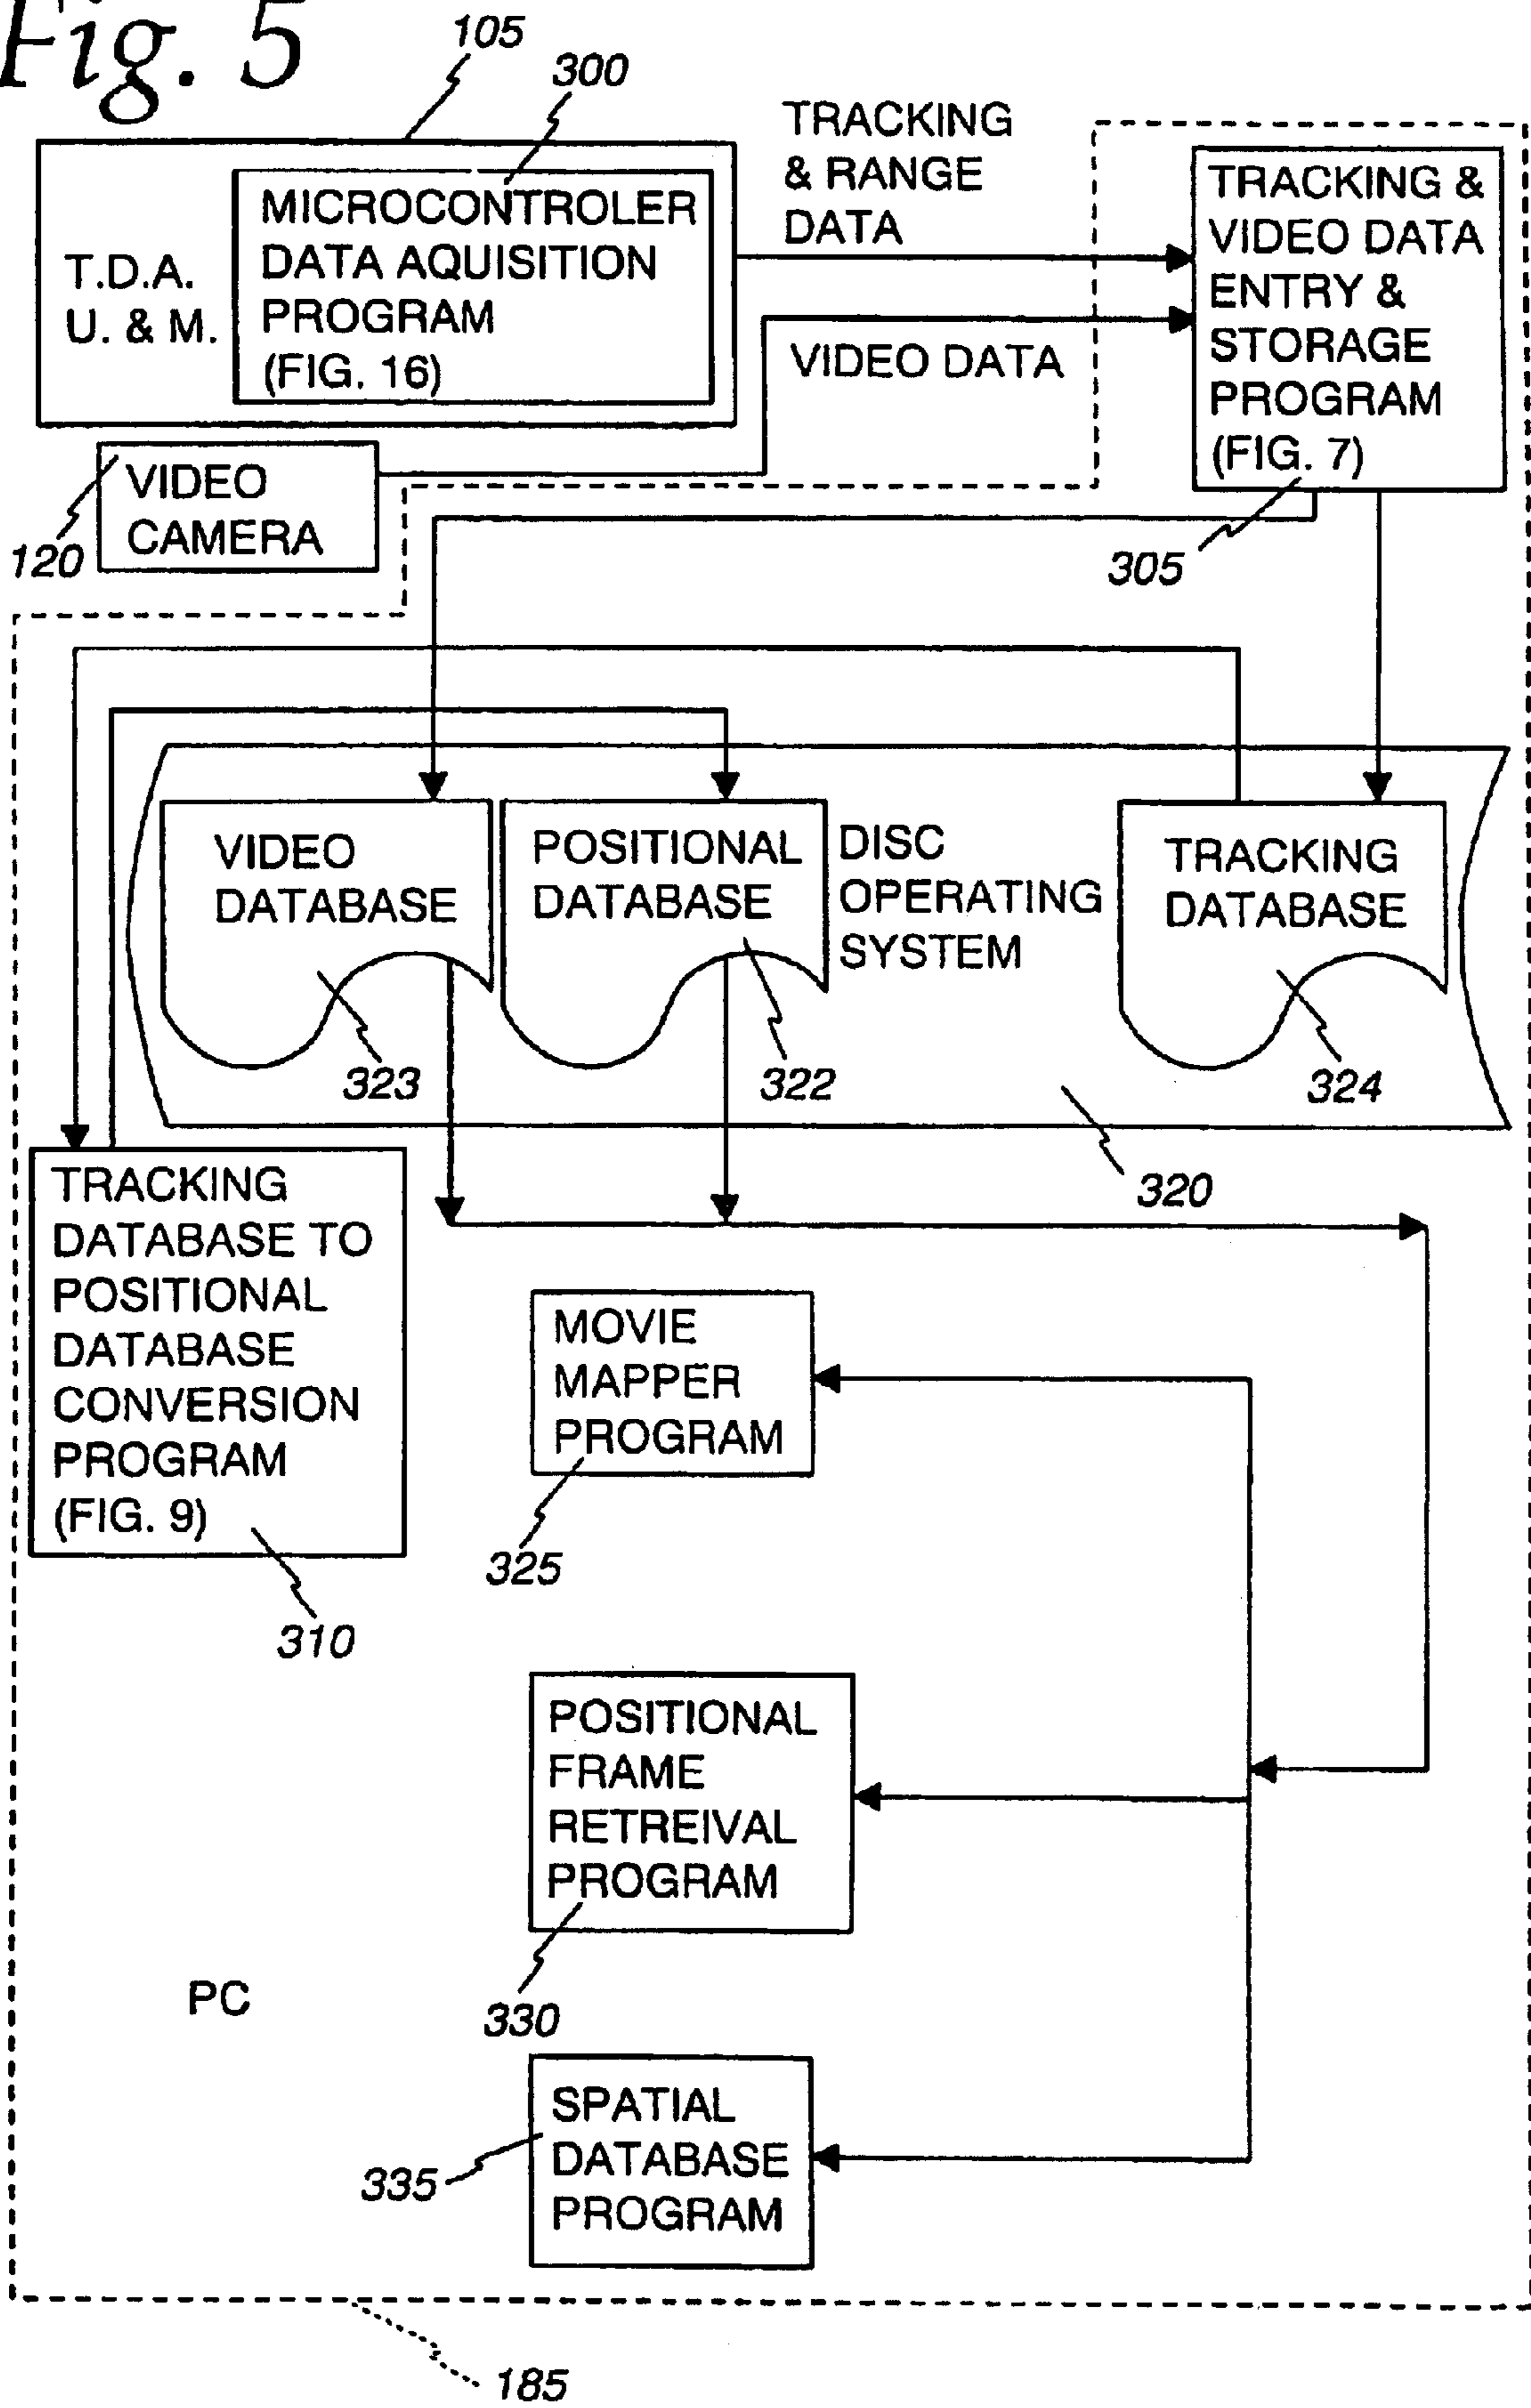 Fig. 5
105
300
T.D.A.
U. & M.
MICROCONTROLER
DATA AQUISITION
PROGRAM
(FIG. 16)
TRACKING
& RANGE
DATA
VIDEO DATA
TRACKING &
VIDEO DATA
ENTRY &
STORAGE
PROGRAM
(FIG. 7)
305
VIDEO
CAMERA
120
VIDEO
DATABASE
323
POSITIONAL
DATABASE
322
DISC
OPERATING
SYSTEM
TRACKING
DATABASE
324
320
TRACKING
DATABASE TO
POSITIONAL
DATABASE
CONVERSION
PROGRAM
(FIG. 9)
310
MOVIE
MAPPER
PROGRAM
325
POSITIONAL
FRAME
RETREIVAL
PROGRAM
330
PC
SPATIAL
DATABASE
PROGRAM
335
185